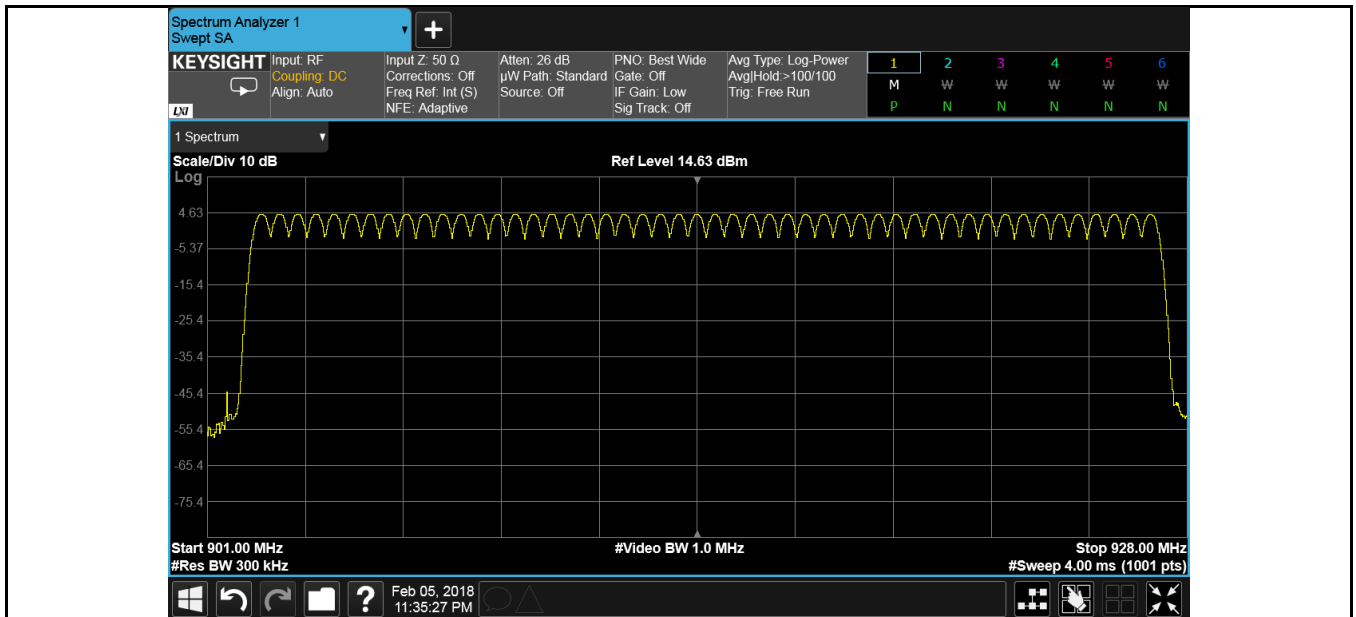 Spectrum Analyzer 1
Swept SA
+
KEYSIGHT
LXI
Input: RF
Coupling: DC
Align: Auto
Input Z: 50 Ω
Corrections: Off
Freq Ref: Int (S)
NFE: Adaptive
Atten: 26 dB
µW Path: Standard
Source: Off
PNO: Best Wide
Gate: Off
IF Gain: Low
Sig Track: Off
Avg Type: Log-Power
Avg|Hold:>100/100
Trig: Free Run
1 2 3 4 5 6
M W W W W W
P N N N N N
1 Spectrum
Scale/Div 10 dB
Ref Level 14.63 dBm
Log
4.63
-5.37
-15.4
-25.4
-35.4
-45.4
-55.4
-65.4
-75.4
Start 901.00 MHz
#Video BW 1.0 MHz
Stop 928.00 MHz
#Res BW 300 kHz
#Sweep 4.00 ms (1001 pts)
?
Feb 05, 2018
11:35:27 PM